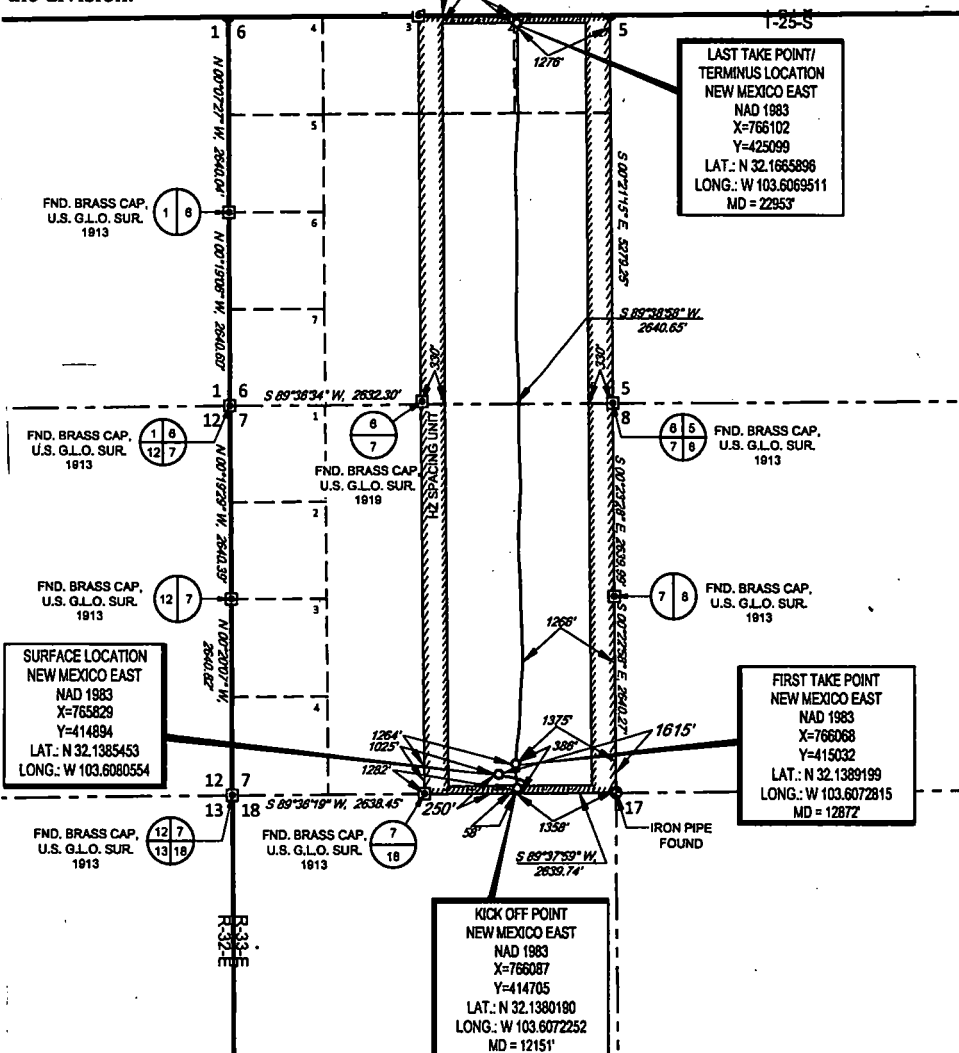 the division.
1 6
4
3
2
5
T-25-S
1276'
LAST TAKE POINT/
TERMINUS LOCATION
NEW MEXICO EAST
NAD 1983
X=766102
Y=425099
LAT.: N 32.1665896
LONG.: W 103.6069511
MD = 22953'
N 00°07'27" W, 2640.04'
5
S 00°21'15" E, 5279.25'
FND. BRASS CAP,
U.S. G.L.O. SUR.
1913
1 6
6
N 00°19'06" W, 2640.60'
7
S 89°38'58" W
2640.65'
330'
330'
1 6
S 89°36'34" W, 2632.30'
5
12 7
1
8
FND. BRASS CAP,
U.S. G.L.O. SUR.
1913
1 6
12 7
6
7
FND. BRASS CAP,
U.S. G.L.O. SUR.
1919
HZ SPACING UNIT
6 5
7 8
FND. BRASS CAP,
U.S. G.L.O. SUR.
1913
N 00°19'29" W, 2640.39'
2
S 00°23'28" E, 2639.99'
FND. BRASS CAP,
U.S. G.L.O. SUR.
1913
12 7
3
7 8
FND. BRASS CAP,
U.S. G.L.O. SUR.
1913
N 00°20'07" W,
2640.82'
1266'
S 00°22'58" E, 2640.27'
SURFACE LOCATION
NEW MEXICO EAST
NAD 1983
X=765829
Y=414894
LAT.: N 32.1385453
LONG.: W 103.6080554
4
FIRST TAKE POINT
NEW MEXICO EAST
NAD 1983
X=766068
Y=415032
LAT.: N 32.1389199
LONG.: W 103.6072815
MD = 12872'
1264'
1025'
1282'
1375'
386'
1615'
12 7
13 18
S 89°36'19" W, 2638.45'
250'
58'
1358'
17
IRON PIPE
FOUND
FND. BRASS CAP,
U.S. G.L.O. SUR.
1913
12 7
13 18
FND. BRASS CAP,
U.S. G.L.O. SUR.
1913
7
18
S 89°37'59" W,
2639.74'
R-33-E
R-32-E
KICK OFF POINT
NEW MEXICO EAST
NAD 1983
X=766087
Y=414705
LAT.: N 32.1380190
LONG.: W 103.6072252
MD = 12151'